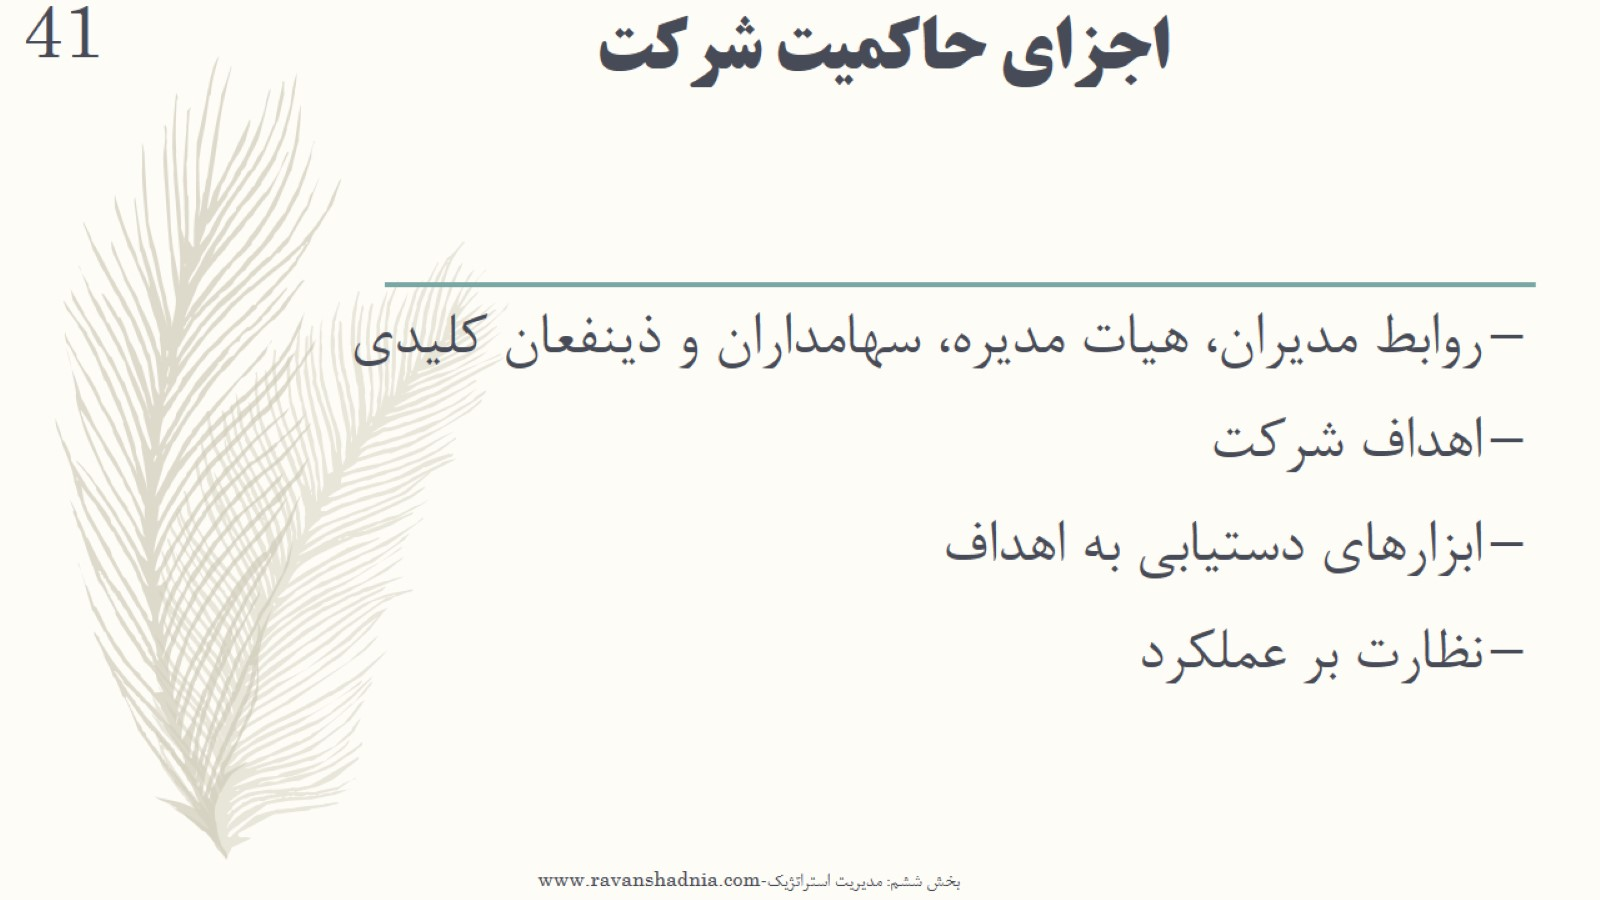 41
اجزای حاکمیت شرکت
–روابط مدیران، هیات مدیره، سهامداران و ذینفعان کلیدی
–اهداف شرکت
–ابزارهای دستیابی به اهداف
–نظارت بر عملکرد
بخش ششم: مدیریت استراتژیک-www.ravanshadnia.com